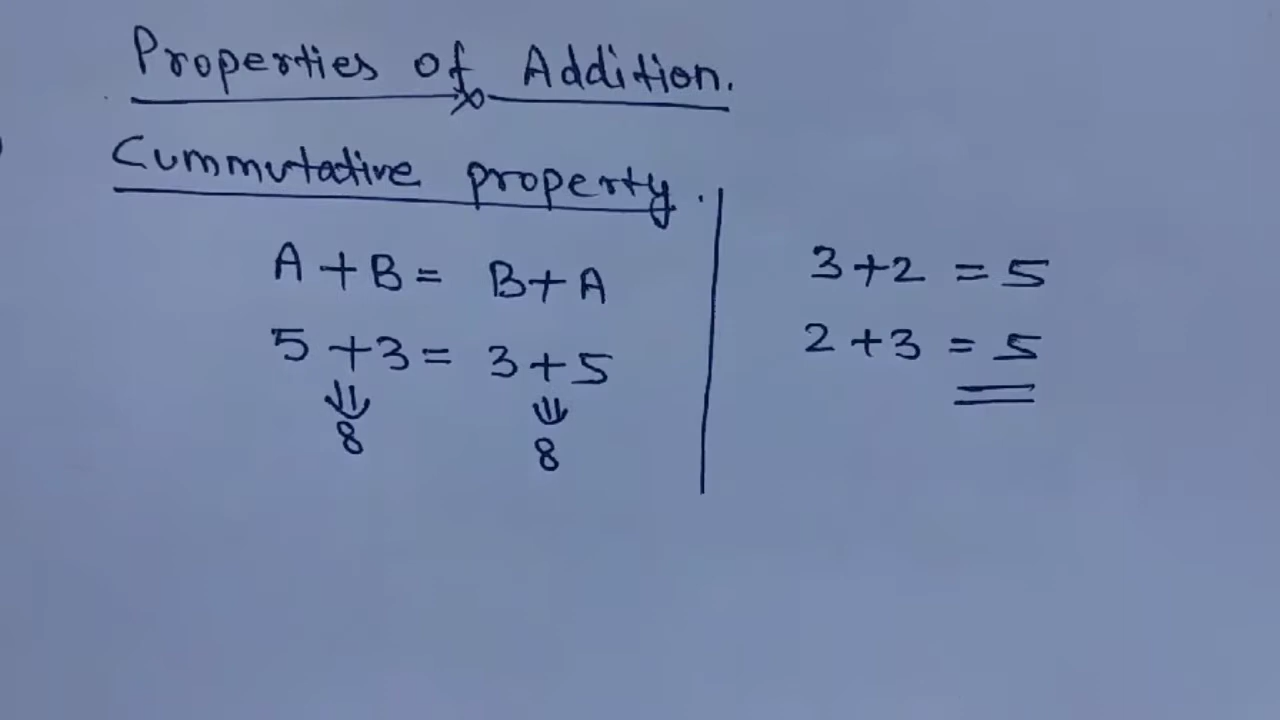 Properties of Addition.
Cummutative property.
A + B = B + A
5 + 3 = 3 + 5
⇓ ⇓
8 8
3 + 2 = 5
2 + 3 = 5